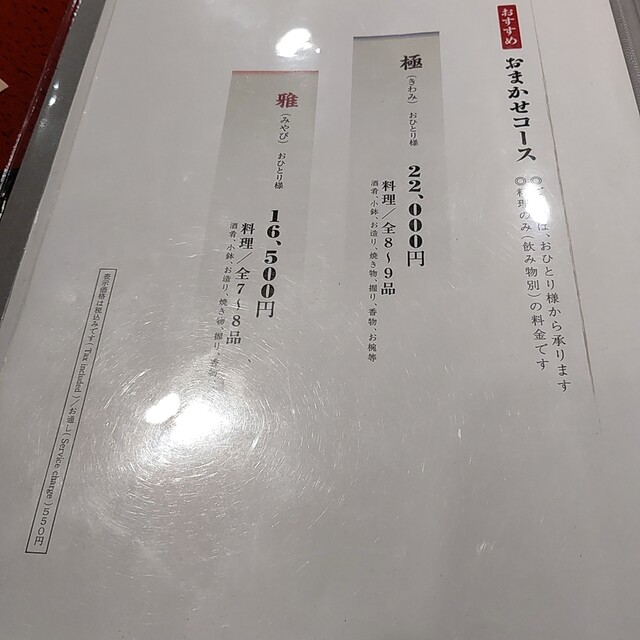 おすすめ
おまかせコース
は、おひとり様から承ります
◎料理のみ(飲み物別)の料金です
極
(きわみ) おひとり様
22,000円
料理/全8〜9品
酒肴、小鉢、お造り、焼き物、握り、香物、お椀等
雅
(みやび) おひとり様
16,500円
料理/全7〜8品
酒肴、小鉢、お造り、焼き物、握り、
表示価格は税込みです(Tax included)/お通し(Service charge)550円